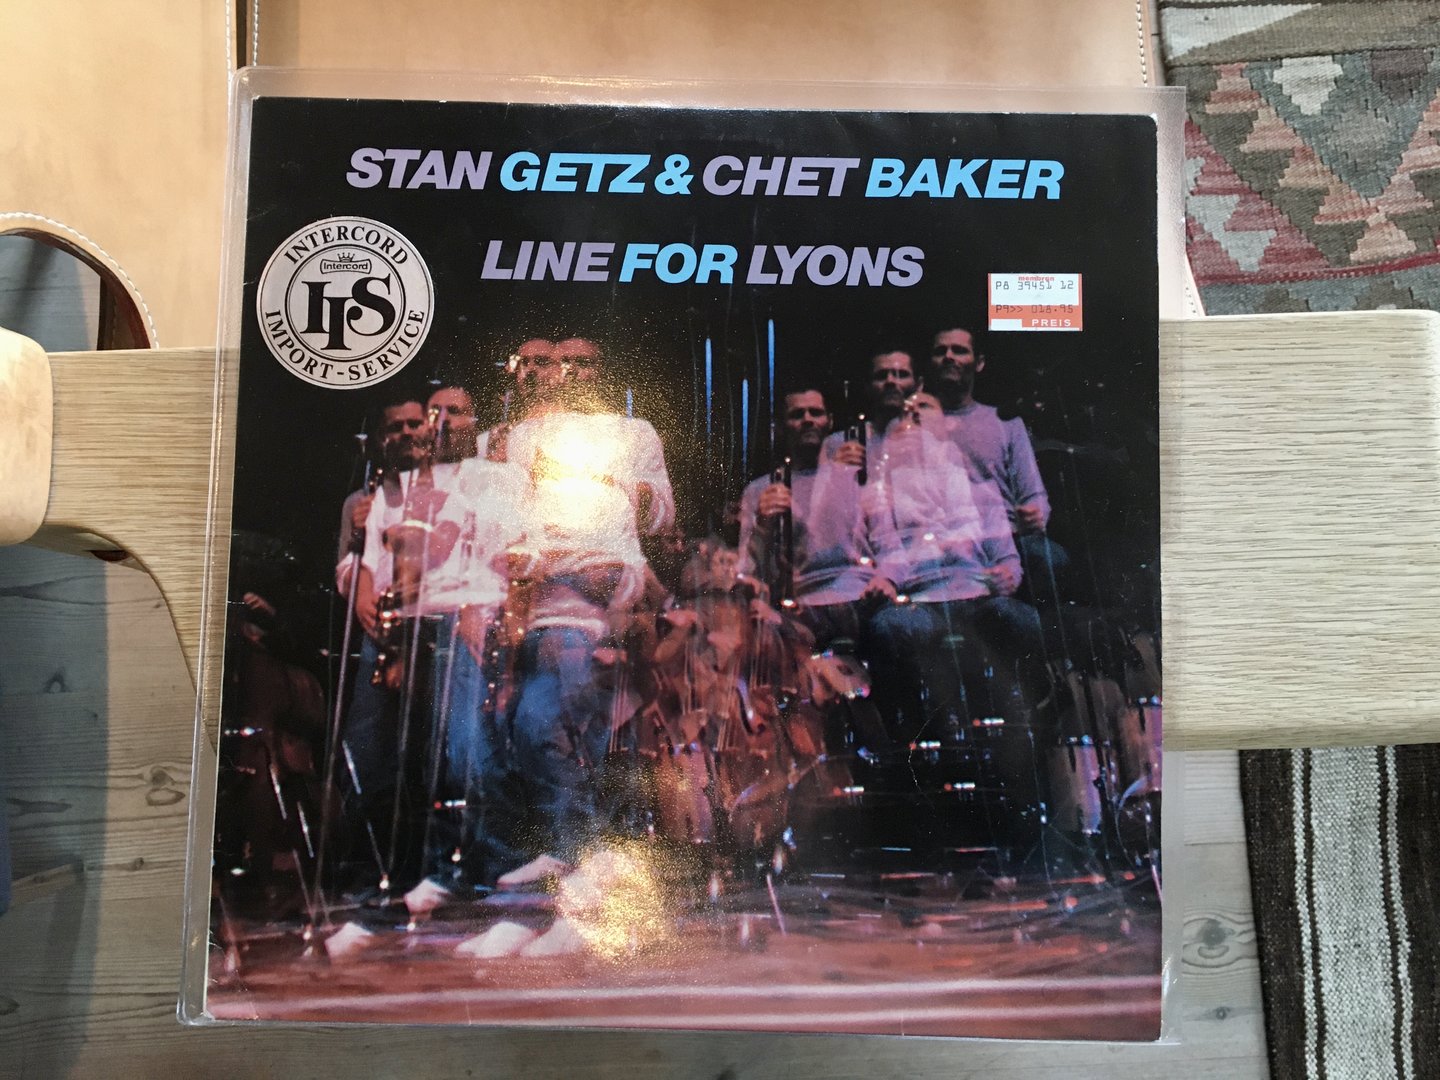 STAN GETZ & CHET BAKER
LINE FOR LYONS
INTERCORD
intercord
IIS
IMPORT-SERVICE
membran
P8 39451 12
P9>> 018.95
PREIS